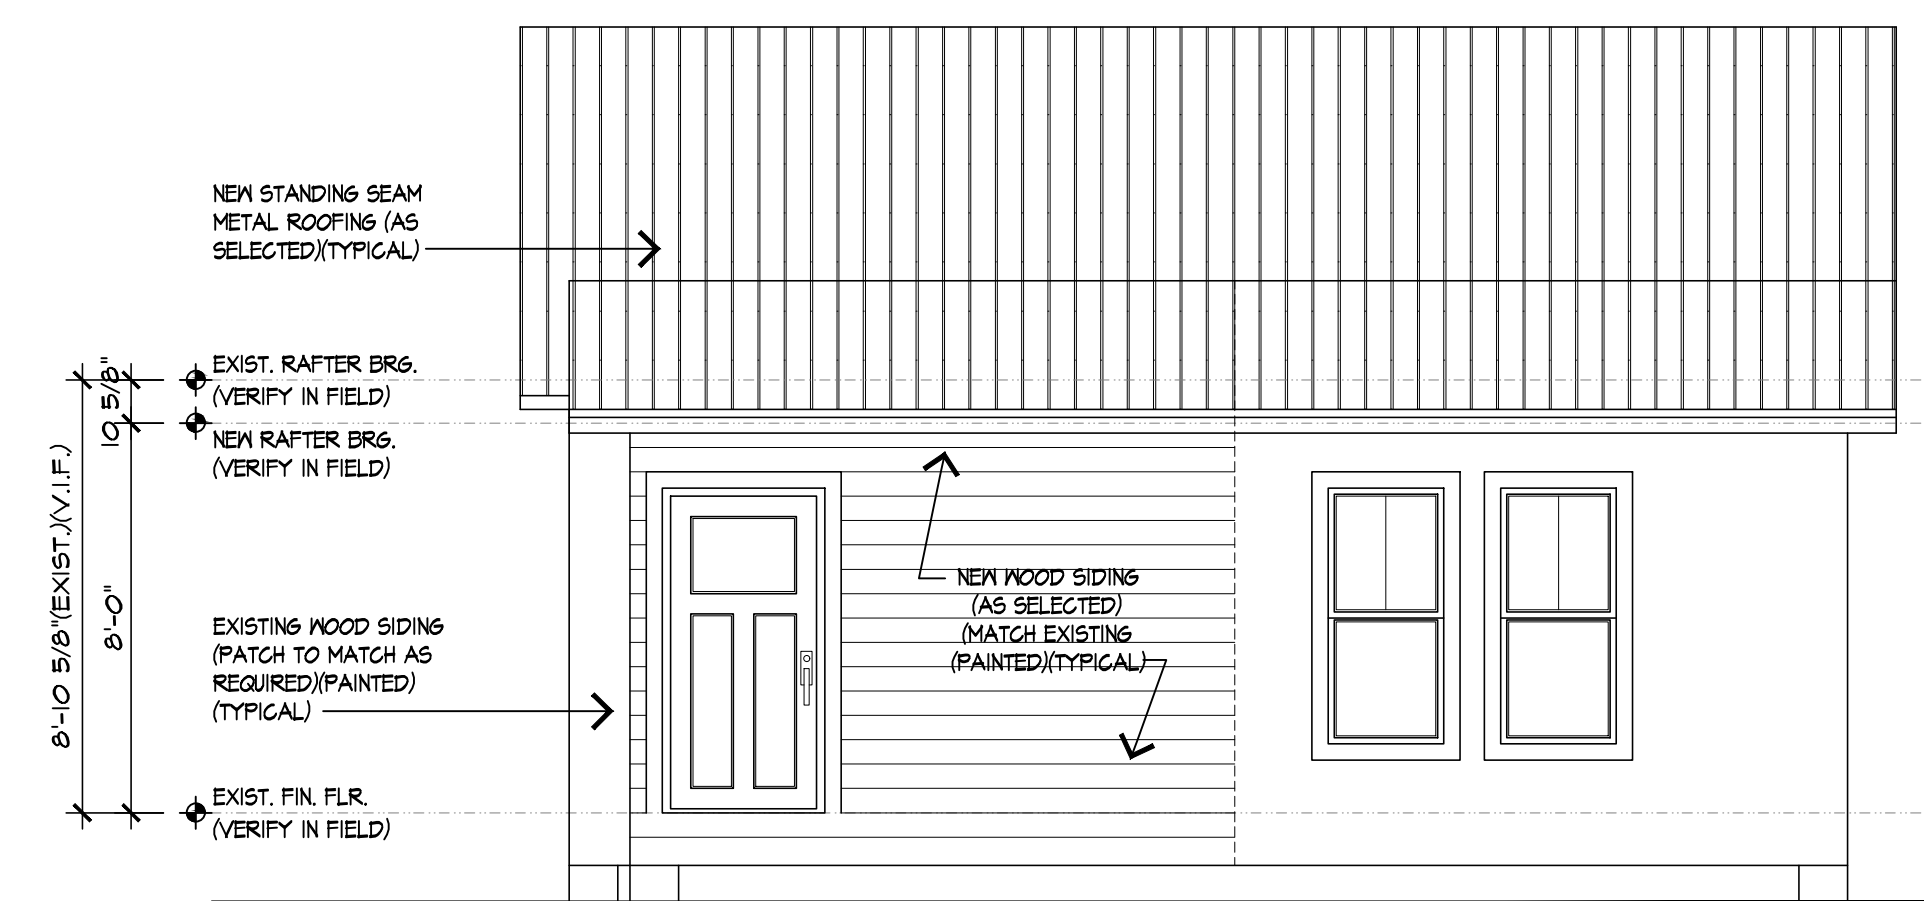 NEW STANDING SEAM
METAL ROOFING (AS
SELECTED)(TYPICAL)
EXIST. RAFTER BRG.
(VERIFY IN FIELD)
NEW RAFTER BRG.
(VERIFY IN FIELD)
10 5/8"
8'-10 5/8"(EXIST.)(V.I.F.)
8'-0"
NEW WOOD SIDING
(AS SELECTED)
(MATCH EXISTING
(PAINTED)(TYPICAL)
EXISTING WOOD SIDING
(PATCH TO MATCH AS
REQUIRED)(PAINTED)
(TYPICAL)
EXIST. FIN. FLR.
(VERIFY IN FIELD)